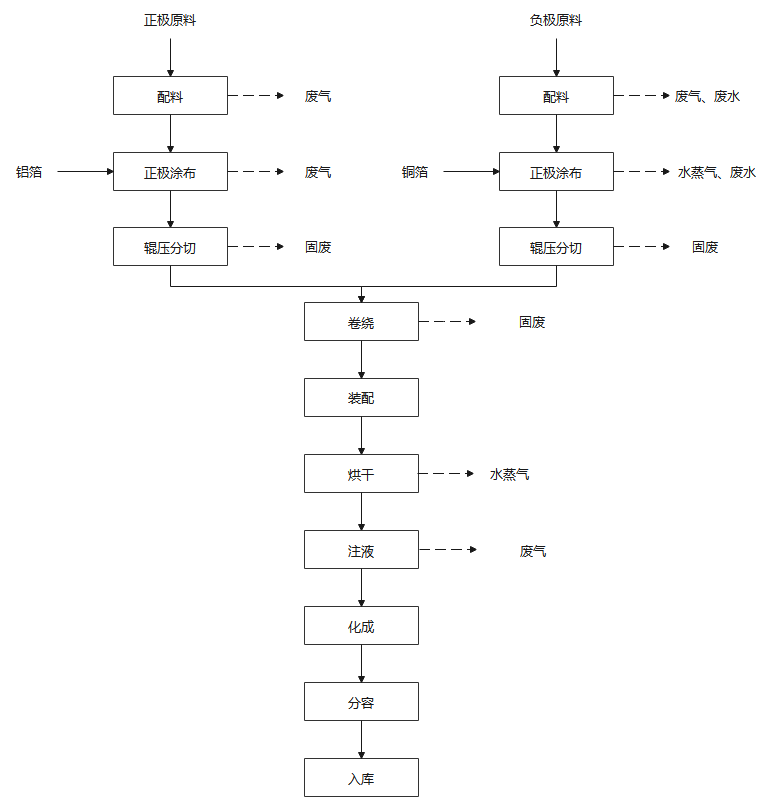 正极原料
负极原料
配料
废气
配料
废气、废水
铝箔
正极涂布
废气
铜箔
正极涂布
水蒸气、废水
辊压分切
固废
辊压分切
固废
卷绕
固废
装配
烘干
水蒸气
注液
废气
化成
分容
入库